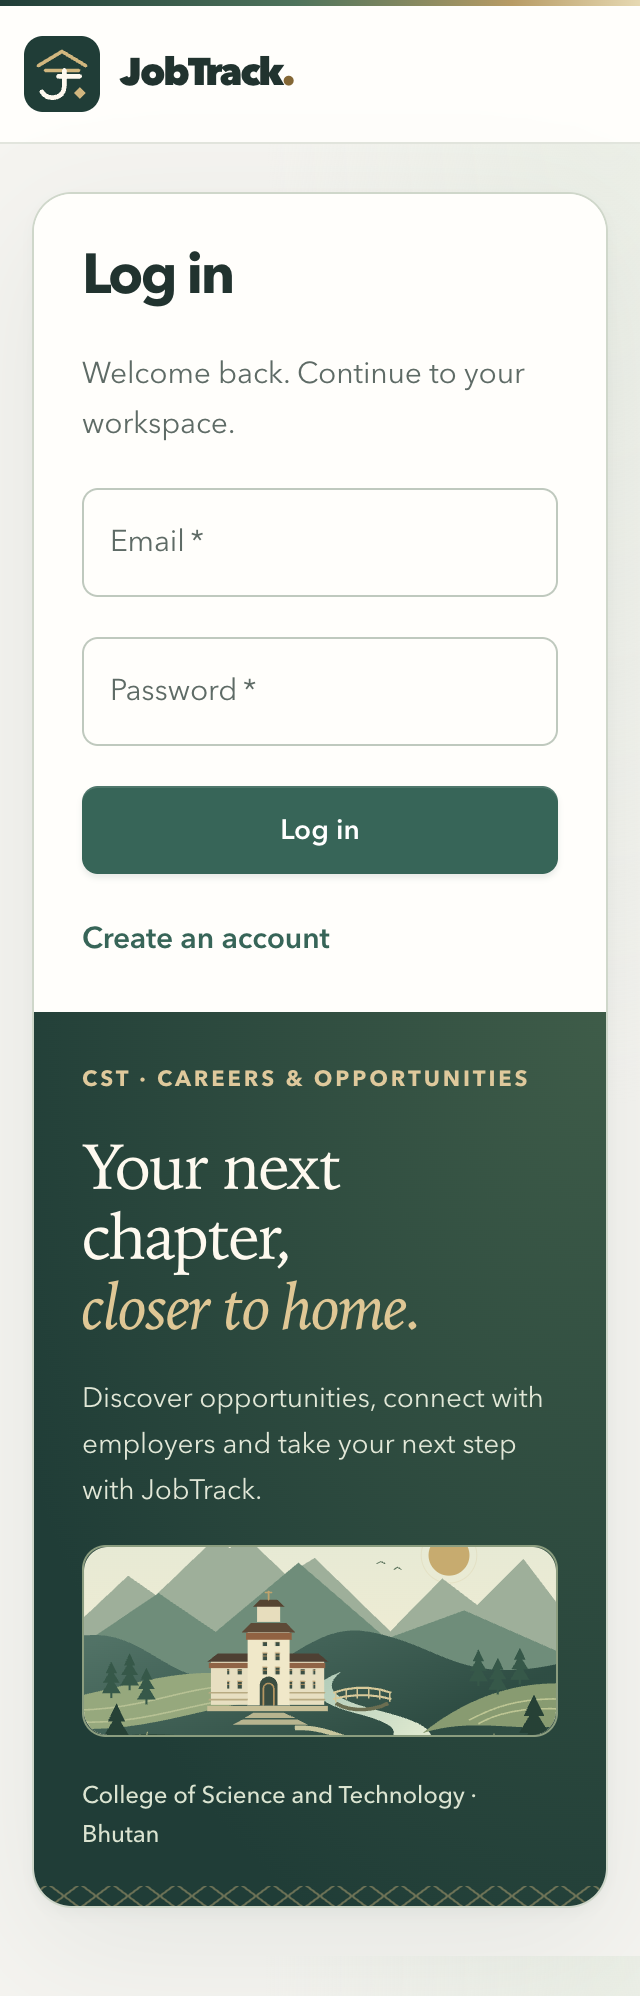 JobTrack.
Log in
Welcome back. Continue to your
workspace.
Email *
Password *
Log in
Create an account
CST · CAREERS & OPPORTUNITIES
Your next
chapter,
closer to home.
Discover opportunities, connect with
employers and take your next step
with JobTrack.
College of Science and Technology ·
Bhutan